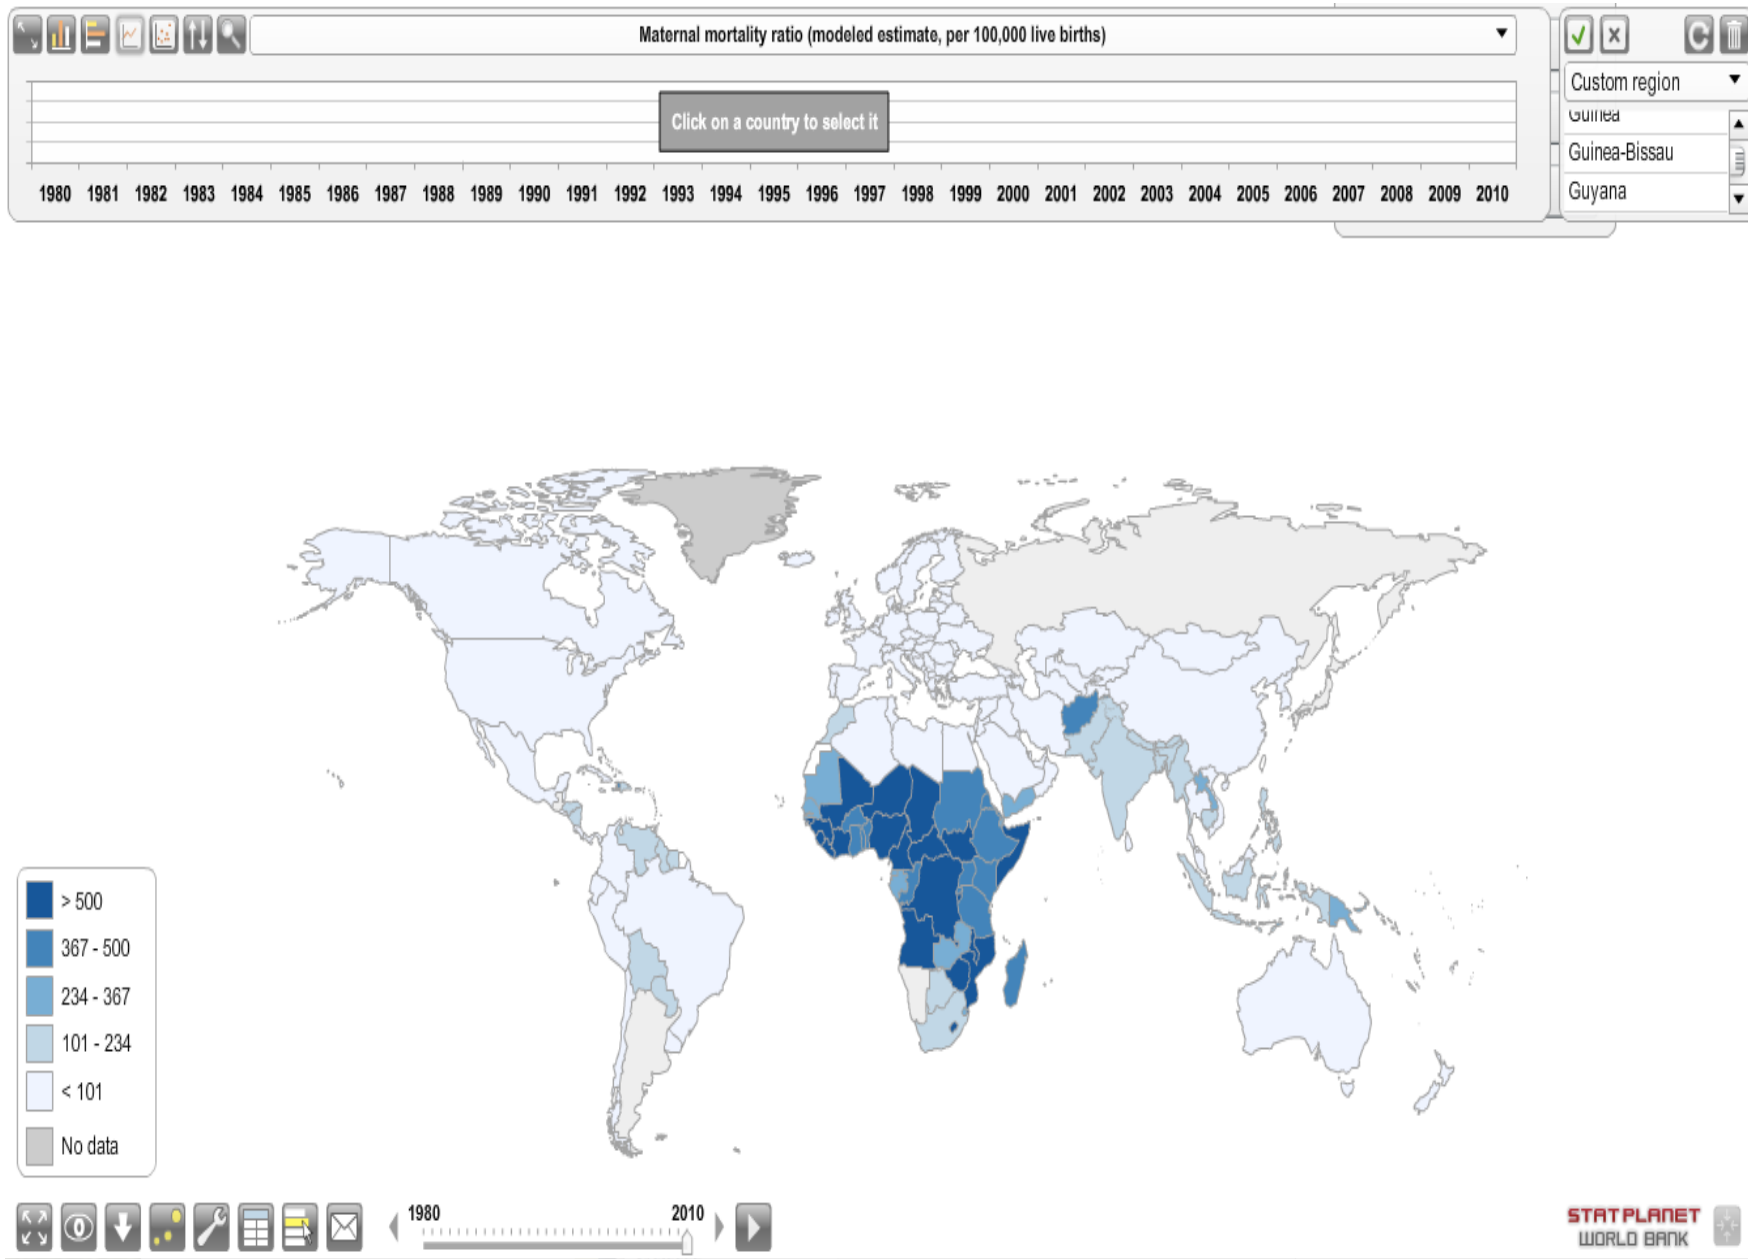 Maternal mortality ratio (modeled estimate, per 100,000 live births)
Custom region
Guinea
Guinea-Bissau
Guyana
Click on a country to select it
1980 1981 1982 1983 1984 1985 1986 1987 1988 1989 1990 1991 1992 1993 1994 1995 1996 1997 1998 1999 2000 2001 2002 2003 2004 2005 2006 2007 2008 2009 2010
> 500
367 - 500
234 - 367
101 - 234
< 101
No data
1980 2010
STATPLANET
WORLD BANK